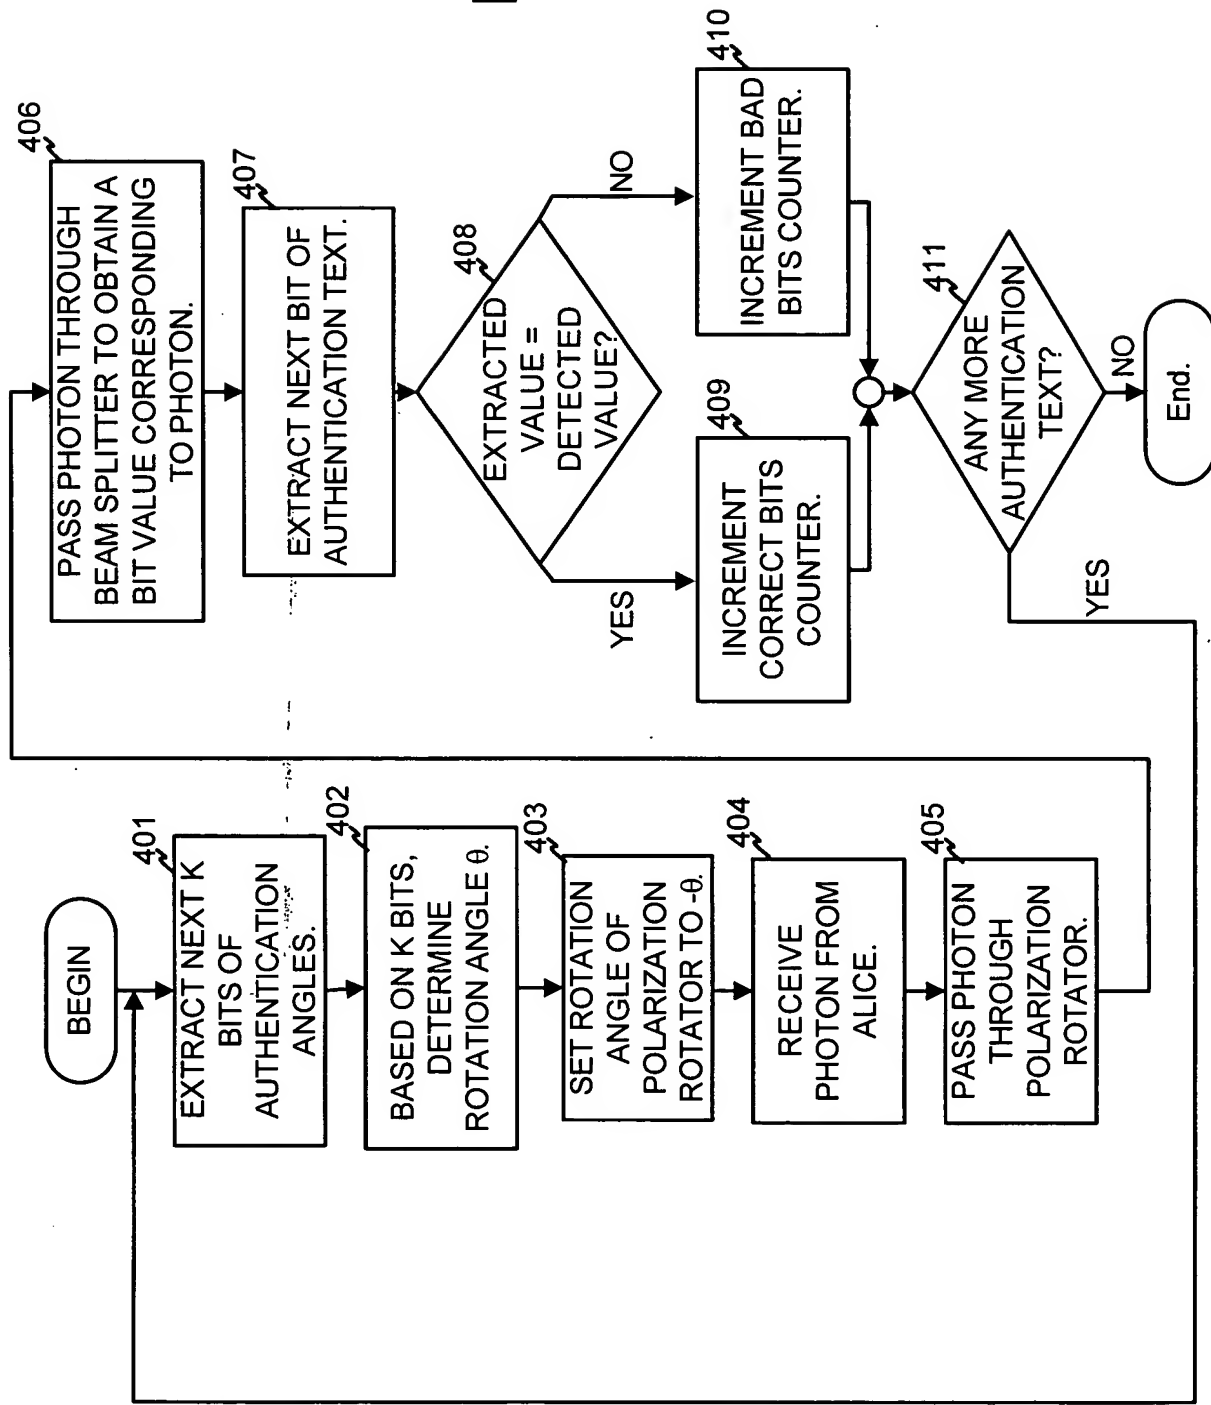 BEGIN
401
EXTRACT NEXT K
BITS OF
AUTHENTICATION
ANGLES.
402
BASED ON K BITS,
DETERMINE
ROTATION ANGLE θ.
403
SET ROTATION
ANGLE OF
POLARIZATION
ROTATOR TO -θ.
404
RECEIVE
PHOTON FROM
ALICE.
405
PASS PHOTON
THROUGH
POLARIZATION
ROTATOR.
406
PASS PHOTON THROUGH
BEAM SPLITTER TO OBTAIN A
BIT VALUE CORRESPONDING
TO PHOTON.
407
EXTRACT NEXT BIT OF
AUTHENTICATION TEXT.
408
EXTRACTED
VALUE =
DETECTED
VALUE?
YES
NO
409
INCREMENT
CORRECT BITS
COUNTER.
410
INCREMENT BAD
BITS COUNTER.
411
ANY MORE
AUTHENTICATION
TEXT?
YES
NO
End.